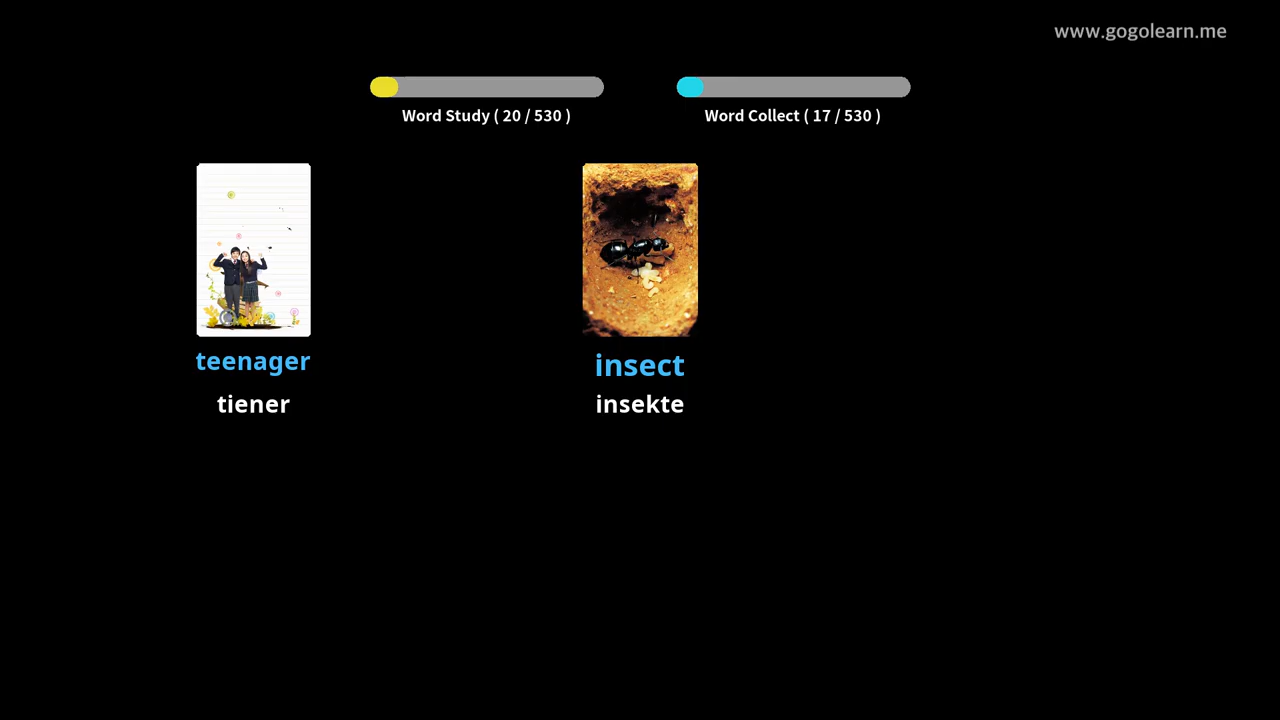 www.gogolearn.me
Word Study ( 20 / 530 )
Word Collect ( 17 / 530 )
teenager
tiener
insect
insekte